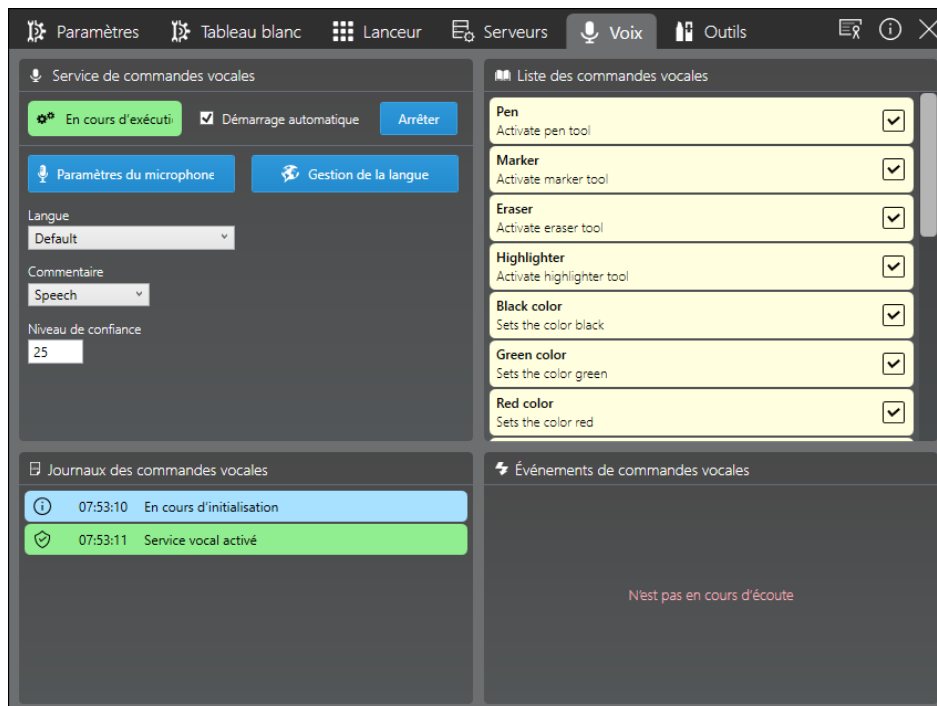 Paramètres Tableau blanc Lanceur Serveurs Voix Outils
Service de commandes vocales
En cours d'exécuti
Démarrage automatique
Arrêter
Paramètres du microphone
Gestion de la langue
Langue
Default
Commentaire
Speech
Niveau de confiance
25
Liste des commandes vocales
Pen
Activate pen tool
Marker
Activate marker tool
Eraser
Activate eraser tool
Highlighter
Activate highlighter tool
Black color
Sets the color black
Green color
Sets the color green
Red color
Sets the color red
Journaux des commandes vocales
07:53:10 En cours d'initialisation
07:53:11 Service vocal activé
Événements de commandes vocales
N'est pas en cours d'écoute